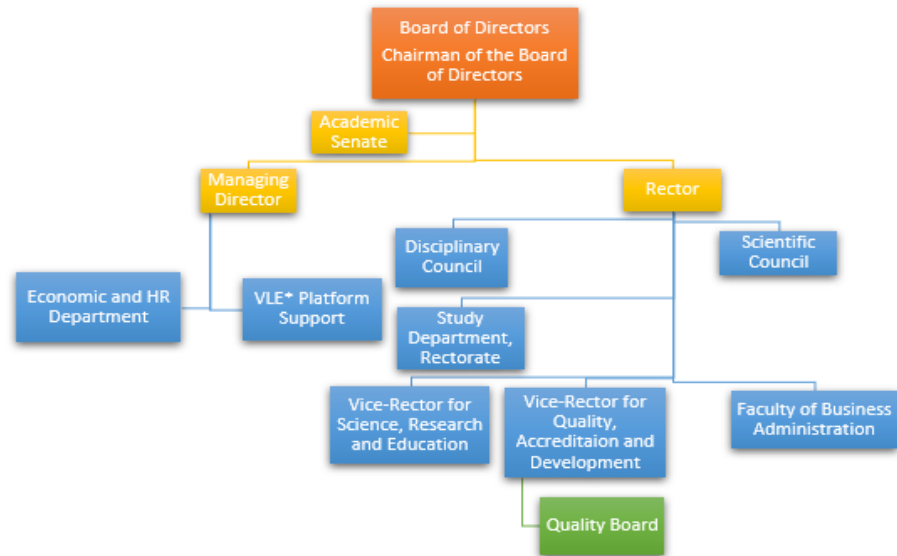 Board of Directors
Chairman of the Board
of Directors
Academic
Senate
Managing
Director
Rector
Disciplinary
Council
Scientific
Council
Economic and HR
Department
VLE* Platform
Support
Study
Department,
Rectorate
Vice-Rector for
Science, Research
and Education
Vice-Rector for
Quality,
Accreditaion and
Development
Faculty of Business
Administration
Quality Board